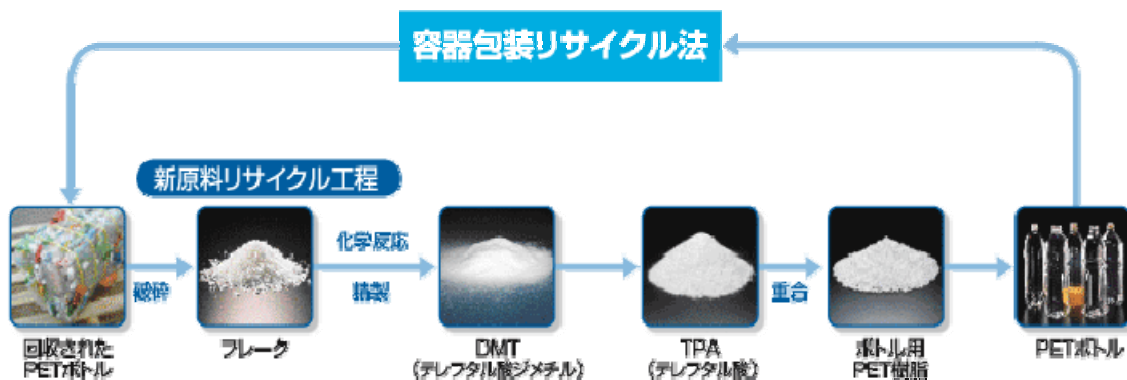 容器包装リサイクル法
新原料リサイクル工程
破砕
化学反応
精製
重合
回収された
PETボトル
フレーク
DMT
(テレフタル酸ジメチル)
TPA
(テレフタル酸)
ボトル用
PET樹脂
PETボトル